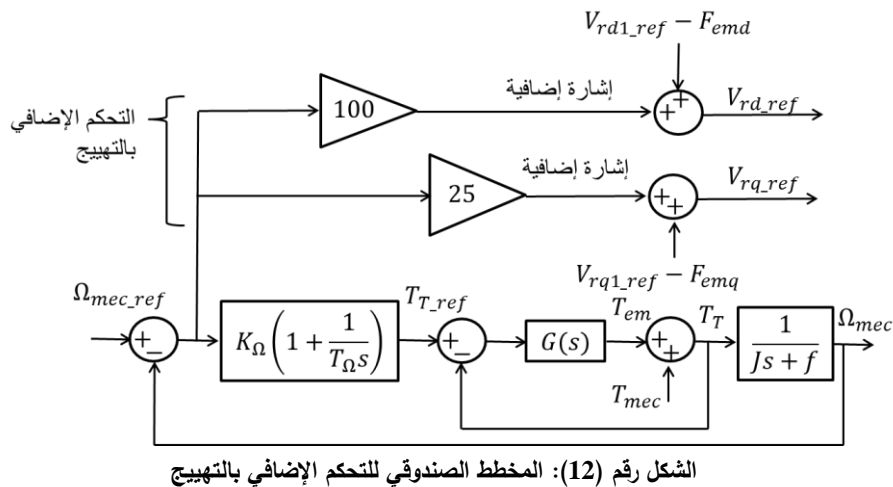 V_{rd1_ref} − F_{emd}
إشارة إضافية
100
+ +
V_{rd_ref}
التحكم الإضافي
بالتهييج
إشارة إضافية
25
+ +
V_{rq_ref}
V_{rq1_ref} − F_{emq}
Ω_{mec_ref}
+ −
K_Ω (1 + 1/(T_Ω s))
T_{T_ref}
+ −
G(s)
T_{em}
+ +
T_{mec}
T_T
1/(Js + f)
Ω_{mec}
الشكل رقم (12): المخطط الصندوقي للتحكم الإضافي بالتهييج